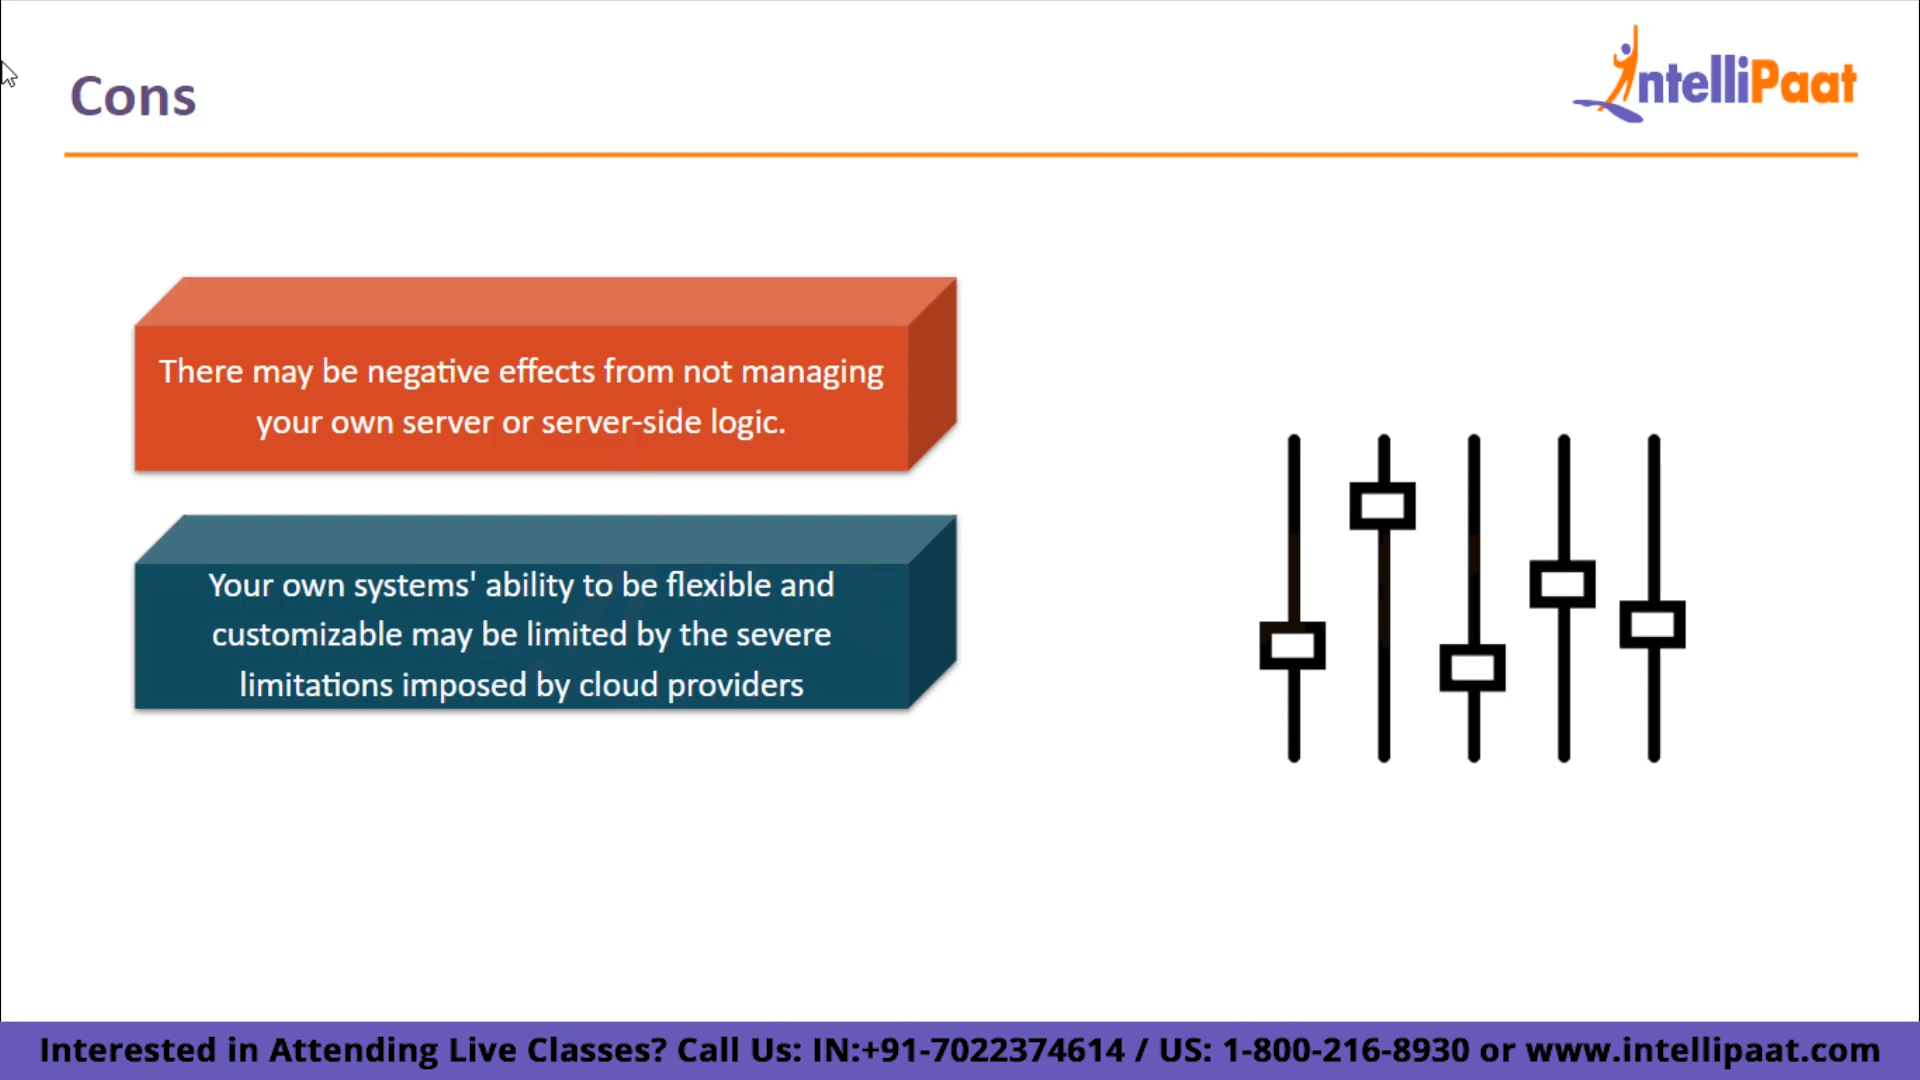 Cons
IntelliPaat
There may be negative effects from not managing
your own server or server-side logic.
Your own systems' ability to be flexible and
customizable may be limited by the severe
limitations imposed by cloud providers
Interested in Attending Live Classes? Call Us: IN:+91-7022374614 / US: 1-800-216-8930 or www.intellipaat.com